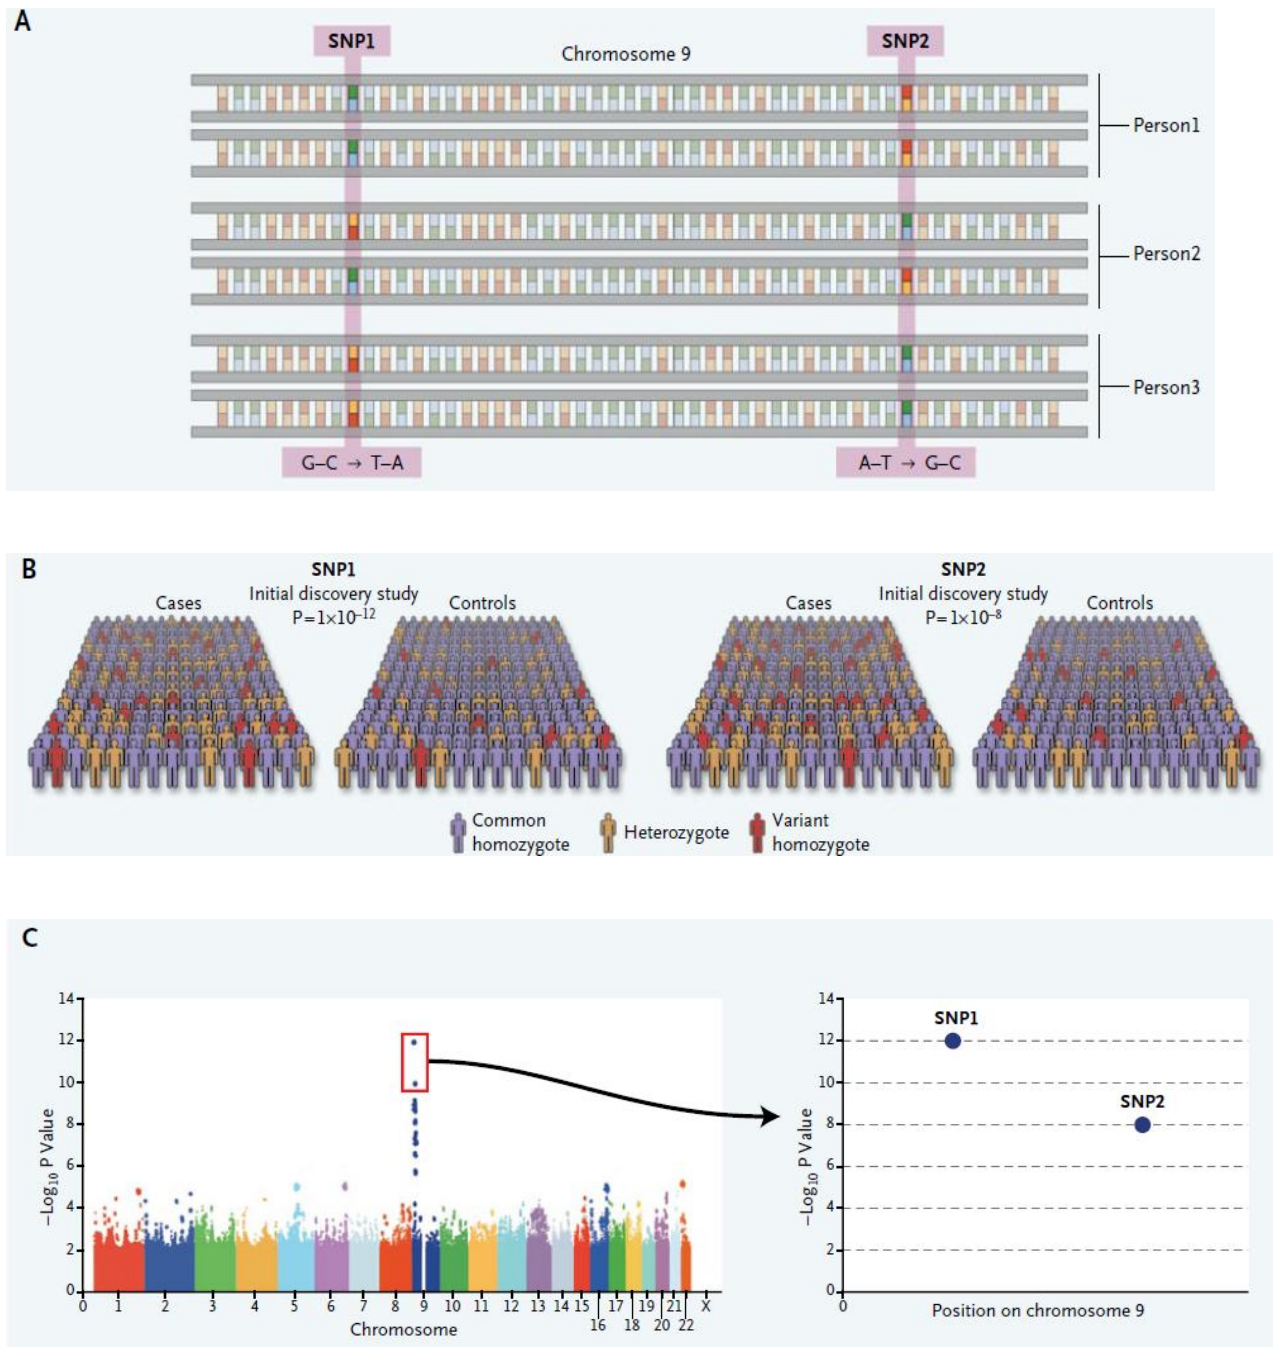 A
SNP1
SNP2
Chromosome 9
Person1
Person2
Person3
G–C → T–A
A–T → G–C
B
SNP1
Initial discovery study
P=1×10–12
Cases
Controls
SNP2
Initial discovery study
P=1×10–8
Cases
Controls
Common
homozygote
Heterozygote
Variant
homozygote
C
14
12
10
8
6
4
2
0
–Log10 P Value
0 1 2 3 4 5 6 7 8 9 10 11 12 13 14 15 16 17 18 19 20 21 22 X
Chromosome
14
12
10
8
6
4
2
0
–Log10 P Value
SNP1
SNP2
0
Position on chromosome 9